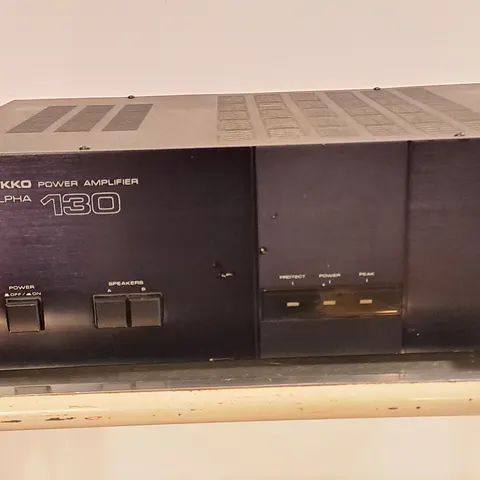 KKO POWER AMPLIFIER
LPHA 130
POWER
OFF / ON
SPEAKERS
A B
PROTECT POWER PEAK